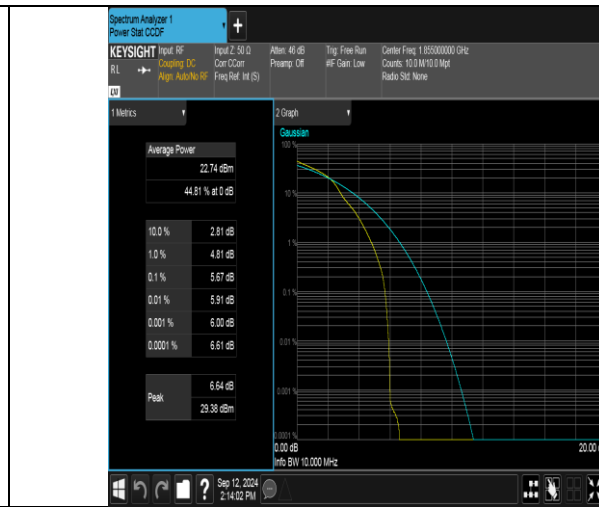 Spectrum Analyzer 1
Power Stat CCDF
KEYSIGHT
RL
LXI
Input: RF
Coupling: DC
Align: Auto/No RF
Input Z: 50 Ω
Corr CCorr
Freq Ref: Int (S)
Atten: 46 dB
Preamp: Off
Trig: Free Run
#IF Gain: Low
Center Freq: 1.855000000 GHz
Counts: 10.0 M/10.0 Mpt
Radio Std: None
1 Metrics
Average Power
22.74 dBm
44.81 % at 0 dB
10.0 % 2.81 dB
1.0 % 4.81 dB
0.1 % 5.67 dB
0.01 % 5.91 dB
0.001 % 6.00 dB
0.0001 % 6.61 dB
Peak
6.64 dB
29.38 dBm
2 Graph
Gaussian
100 %
10 %
1 %
0.1 %
0.01 %
0.001 %
0.0001 %
0.00 dB
20.00
Info BW 10.000 MHz
?
Sep 12, 2024
2:14:02 PM